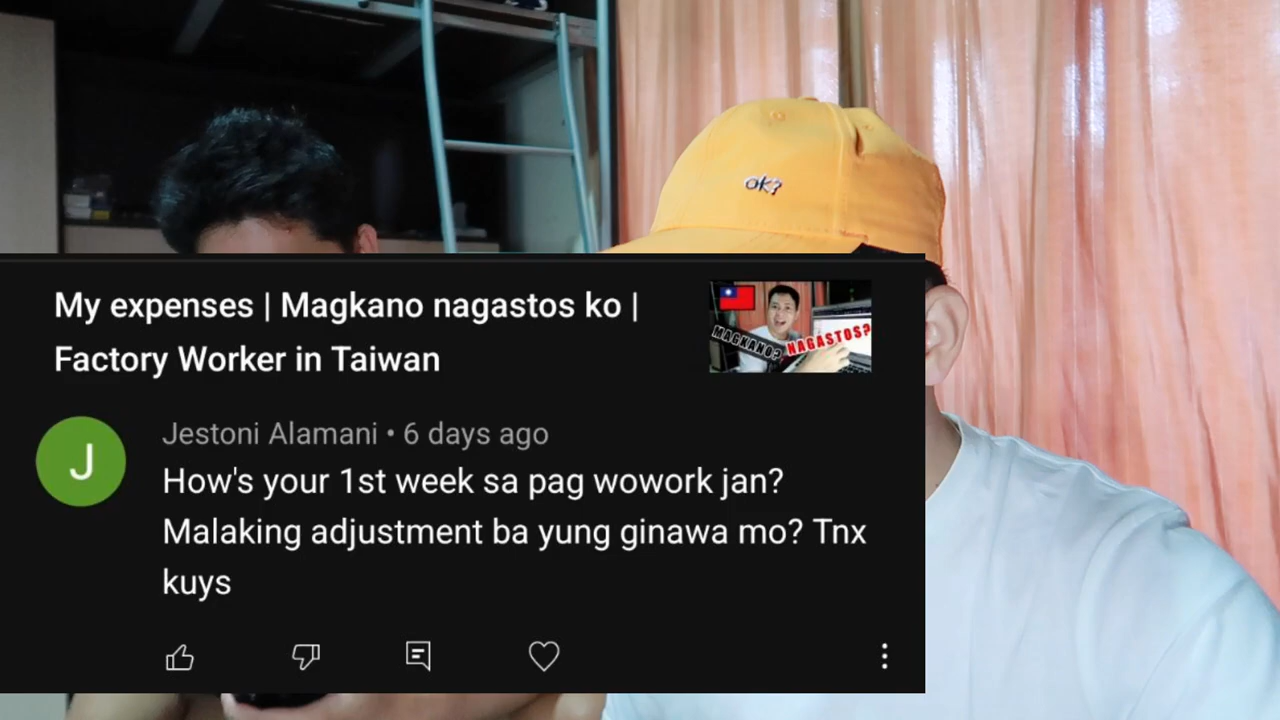 ok?
My expenses | Magkano nagastos ko |
Factory Worker in Taiwan
MAGKANO? NAGASTOS?
J
Jestoni Alamani • 6 days ago
How's your 1st week sa pag wowork jan?
Malaking adjustment ba yung ginawa mo? Tnx
kuys